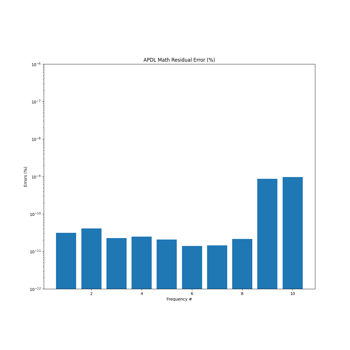 APDL Math Residual Error (%)
10⁻⁶
10⁻⁷
10⁻⁸
10⁻⁹
10⁻¹⁰
10⁻¹¹
10⁻¹²
Errors (%)
2 4 6 8 10
Frequency #